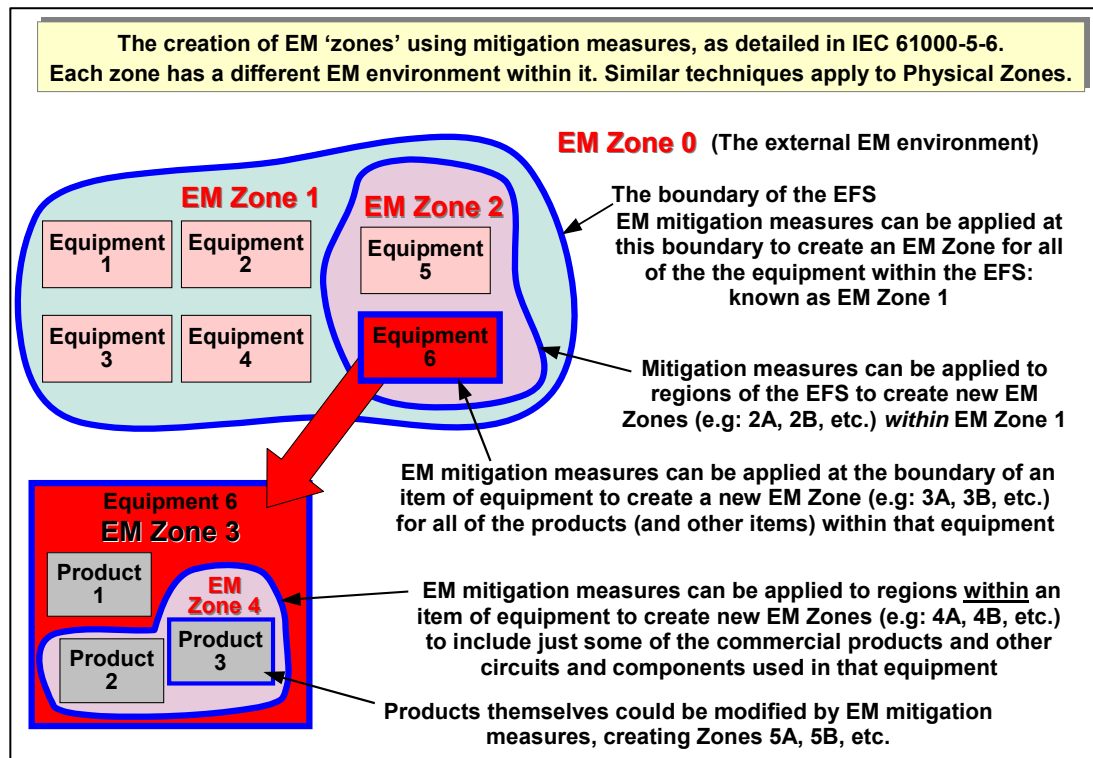 The creation of EM ‘zones’ using mitigation measures, as detailed in IEC 61000-5-6.
Each zone has a different EM environment within it. Similar techniques apply to Physical Zones.
EM Zone 0 (The external EM environment)
EM Zone 1
EM Zone 2
Equipment
1
Equipment
2
Equipment
5
Equipment
3
Equipment
4
Equipment
6
The boundary of the EFS
EM mitigation measures can be applied at
this boundary to create an EM Zone for all
of the the equipment within the EFS:
known as EM Zone 1
Mitigation measures can be applied to
regions of the EFS to create new EM
Zones (e.g: 2A, 2B, etc.) within EM Zone 1
EM mitigation measures can be applied at the boundary of an
item of equipment to create a new EM Zone (e.g: 3A, 3B, etc.)
for all of the products (and other items) within that equipment
Equipment 6
EM Zone 3
Product
1
EM
Zone 4
Product
2
Product
3
EM mitigation measures can be applied to regions within an
item of equipment to create new EM Zones (e.g: 4A, 4B, etc.)
to include just some of the commercial products and other
circuits and components used in that equipment
Products themselves could be modified by EM mitigation
measures, creating Zones 5A, 5B, etc.